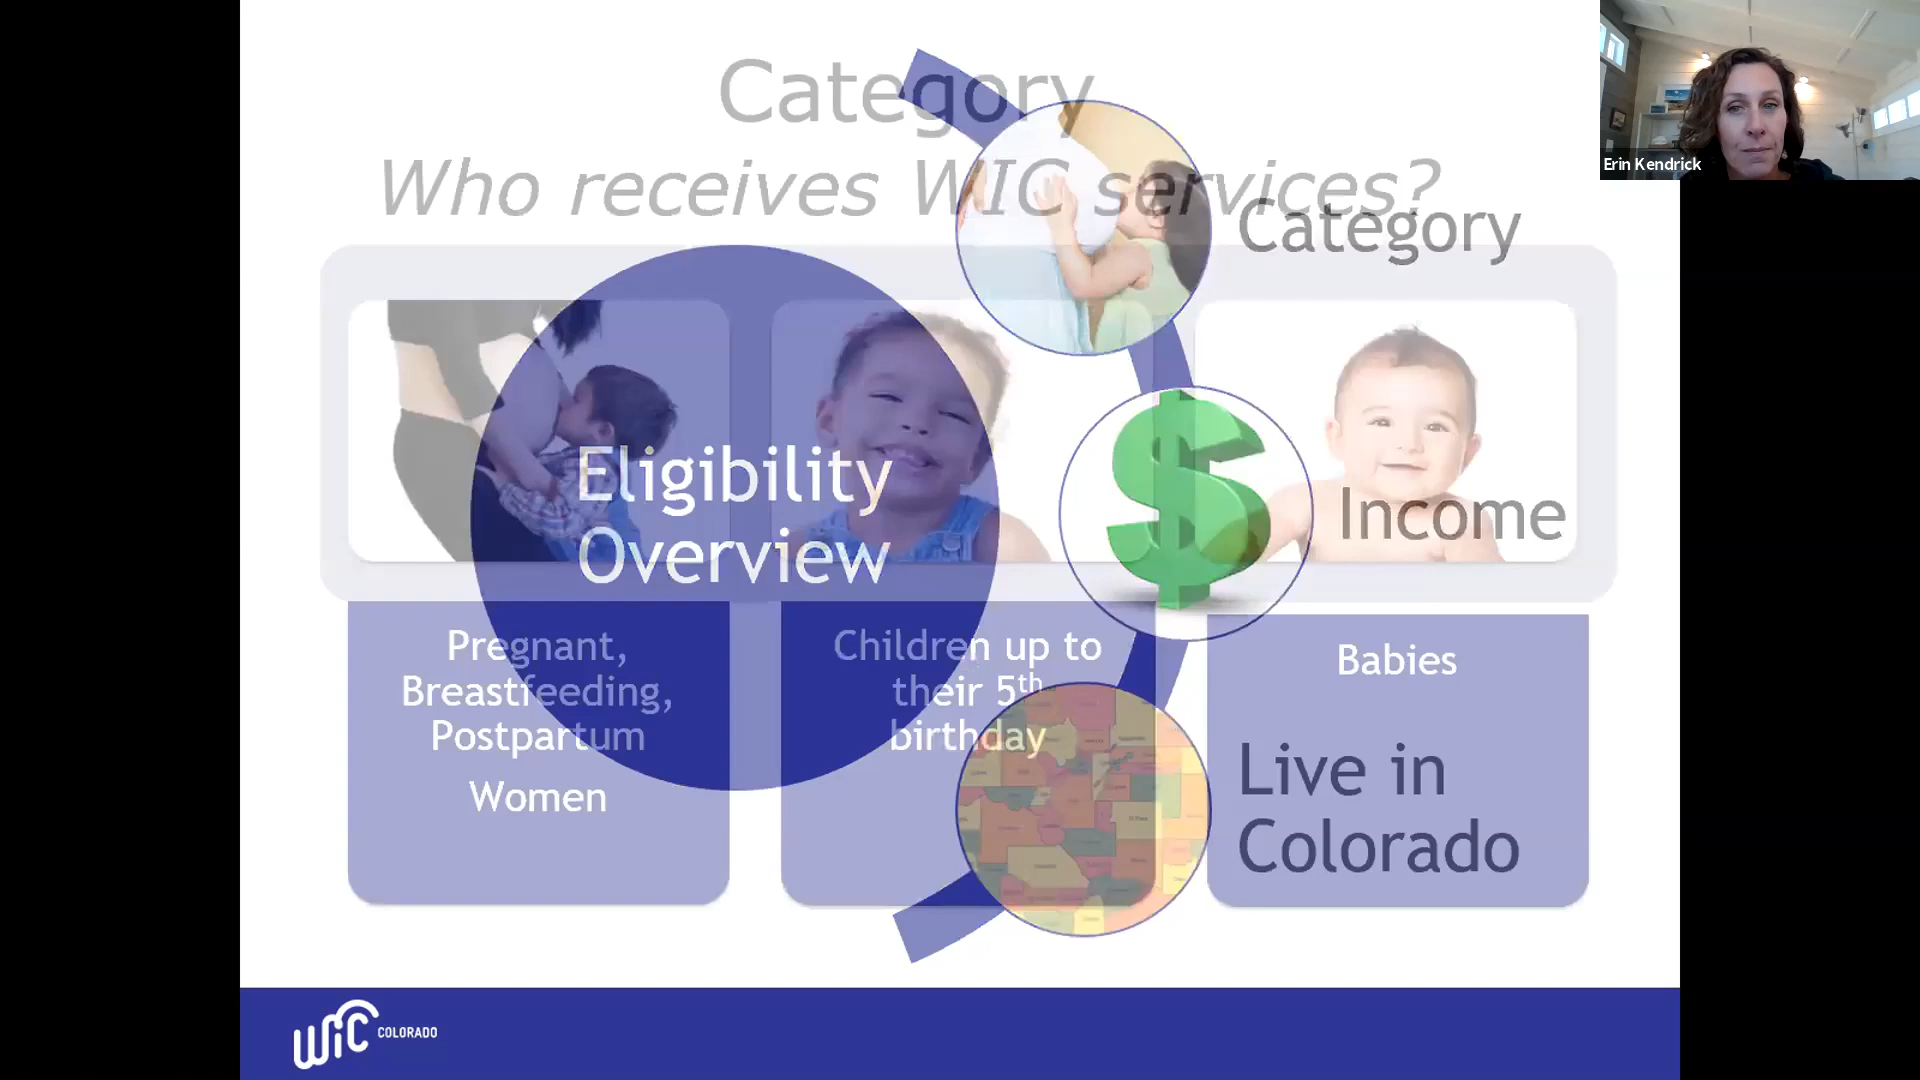 Category
Who receives WIC services?
Category
Eligibility
Overview
Income
Pregnant,
Breastfeeding,
Postpartum
Women
Children up to
their 5th
birthday
Babies
Live in
Colorado
WiC COLORADO
Erin Kendrick